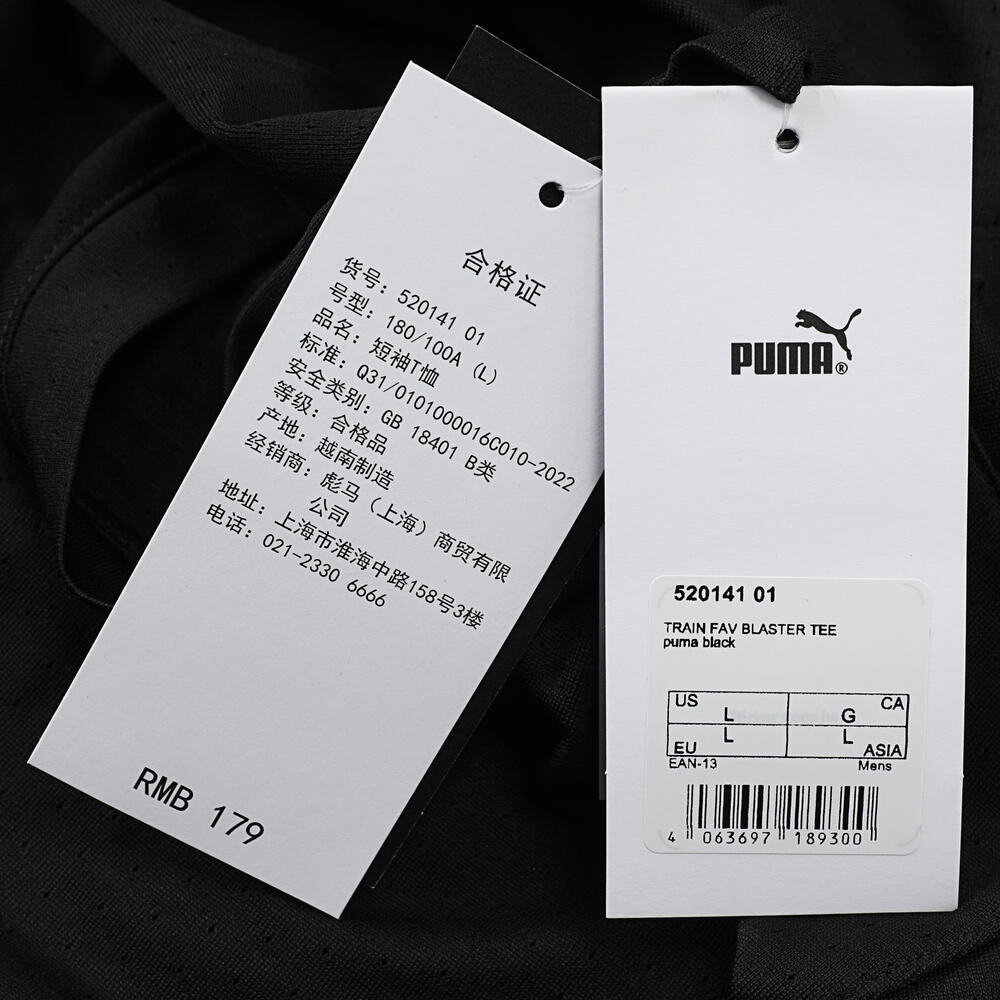 合格证
货号: 520141 01
号型: 180/100A (L)
品名: 短袖T恤
标准: Q31/0101000016C010-2022
安全类别: GB 18401 B类
等级: 合格品
产地: 越南制造
经销商: 彪马（上海）商贸有限
公司
地址: 上海市淮海中路158号3楼
电话: 021-2330 6666
RMB 179
PUMA®
520141 01
TRAIN FAV BLASTER TEE
puma black
US L G CA
EU L L ASIA
EAN-13 Mens
4 063697 189300